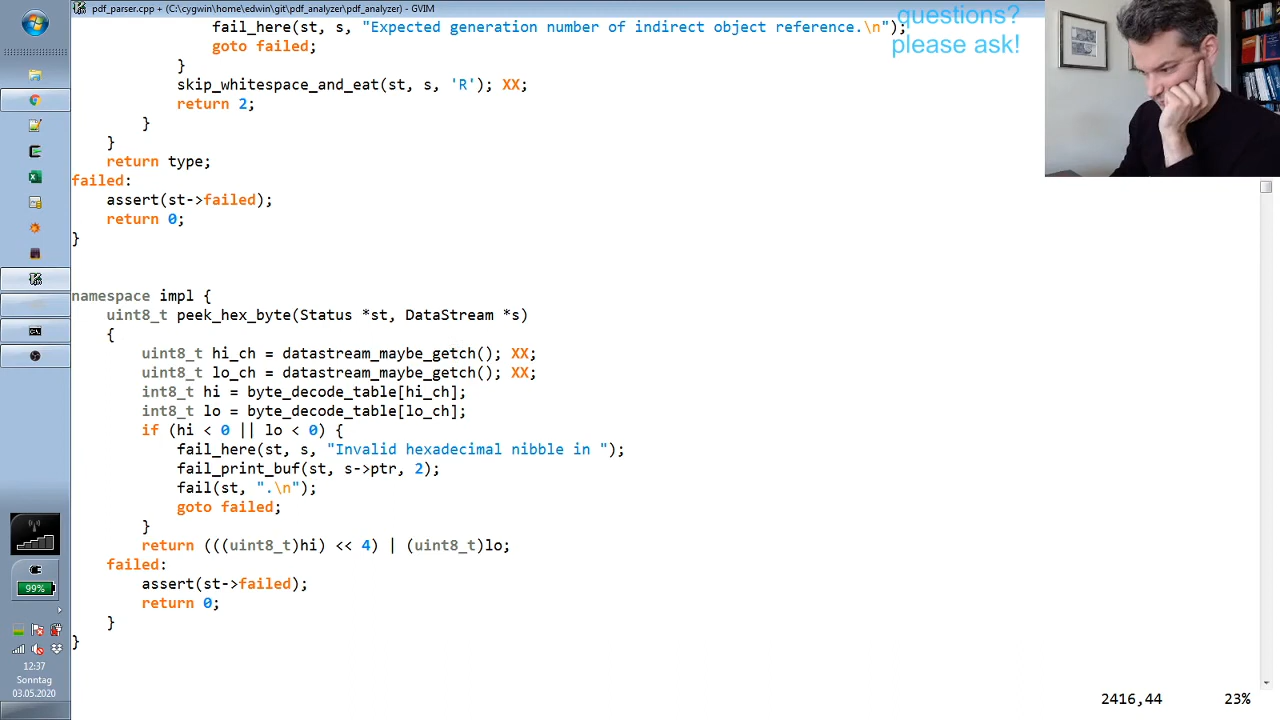 pdf_parser.cpp + (C:\cygwin\home\edwin\git\pdf_analyzer\pdf_analyzer) - GVIM
questions?
please ask!
fail_here(st, s, "Expected generation number of indirect object reference.\n");
goto failed;
}
skip_whitespace_and_eat(st, s, 'R'); XX;
return 2;
}
}
return type;
failed:
assert(st->failed);
return 0;
}
namespace impl {
uint8_t peek_hex_byte(Status *st, DataStream *s)
{
uint8_t hi_ch = datastream_maybe_getch(); XX;
uint8_t lo_ch = datastream_maybe_getch(); XX;
int8_t hi = byte_decode_table[hi_ch];
int8_t lo = byte_decode_table[lo_ch];
if (hi < 0 || lo < 0) {
fail_here(st, s, "Invalid hexadecimal nibble in ");
fail_print_buf(st, s->ptr, 2);
fail(st, ".\n");
goto failed;
}
return (((uint8_t)hi) << 4) | (uint8_t)lo;
failed:
assert(st->failed);
return 0;
}
}
99%
12:37
Sonntag
03.05.2020
2416,44 23%